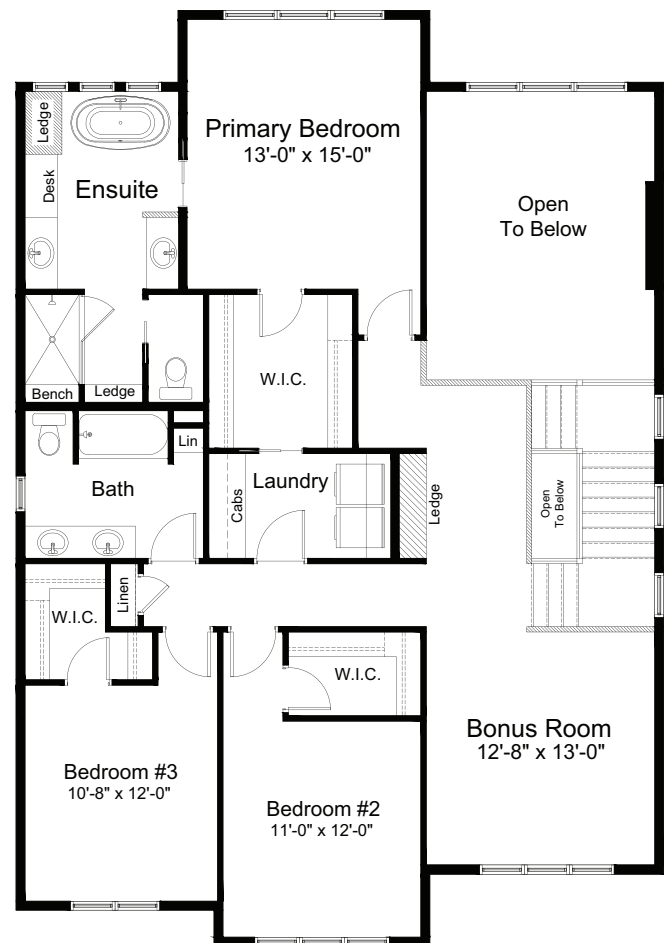 Ledge
Primary Bedroom
13'-0" x 15'-0"
Desk
Ensuite
Open
To Below
W.I.C.
Bench
Ledge
Lin
Bath
Laundry
Cabs
Ledge
Open
To Below
W.I.C.
Linen
W.I.C.
Bonus Room
12'-8" x 13'-0"
Bedroom #3
10'-8" x 12'-0"
Bedroom #2
11'-0" x 12'-0"